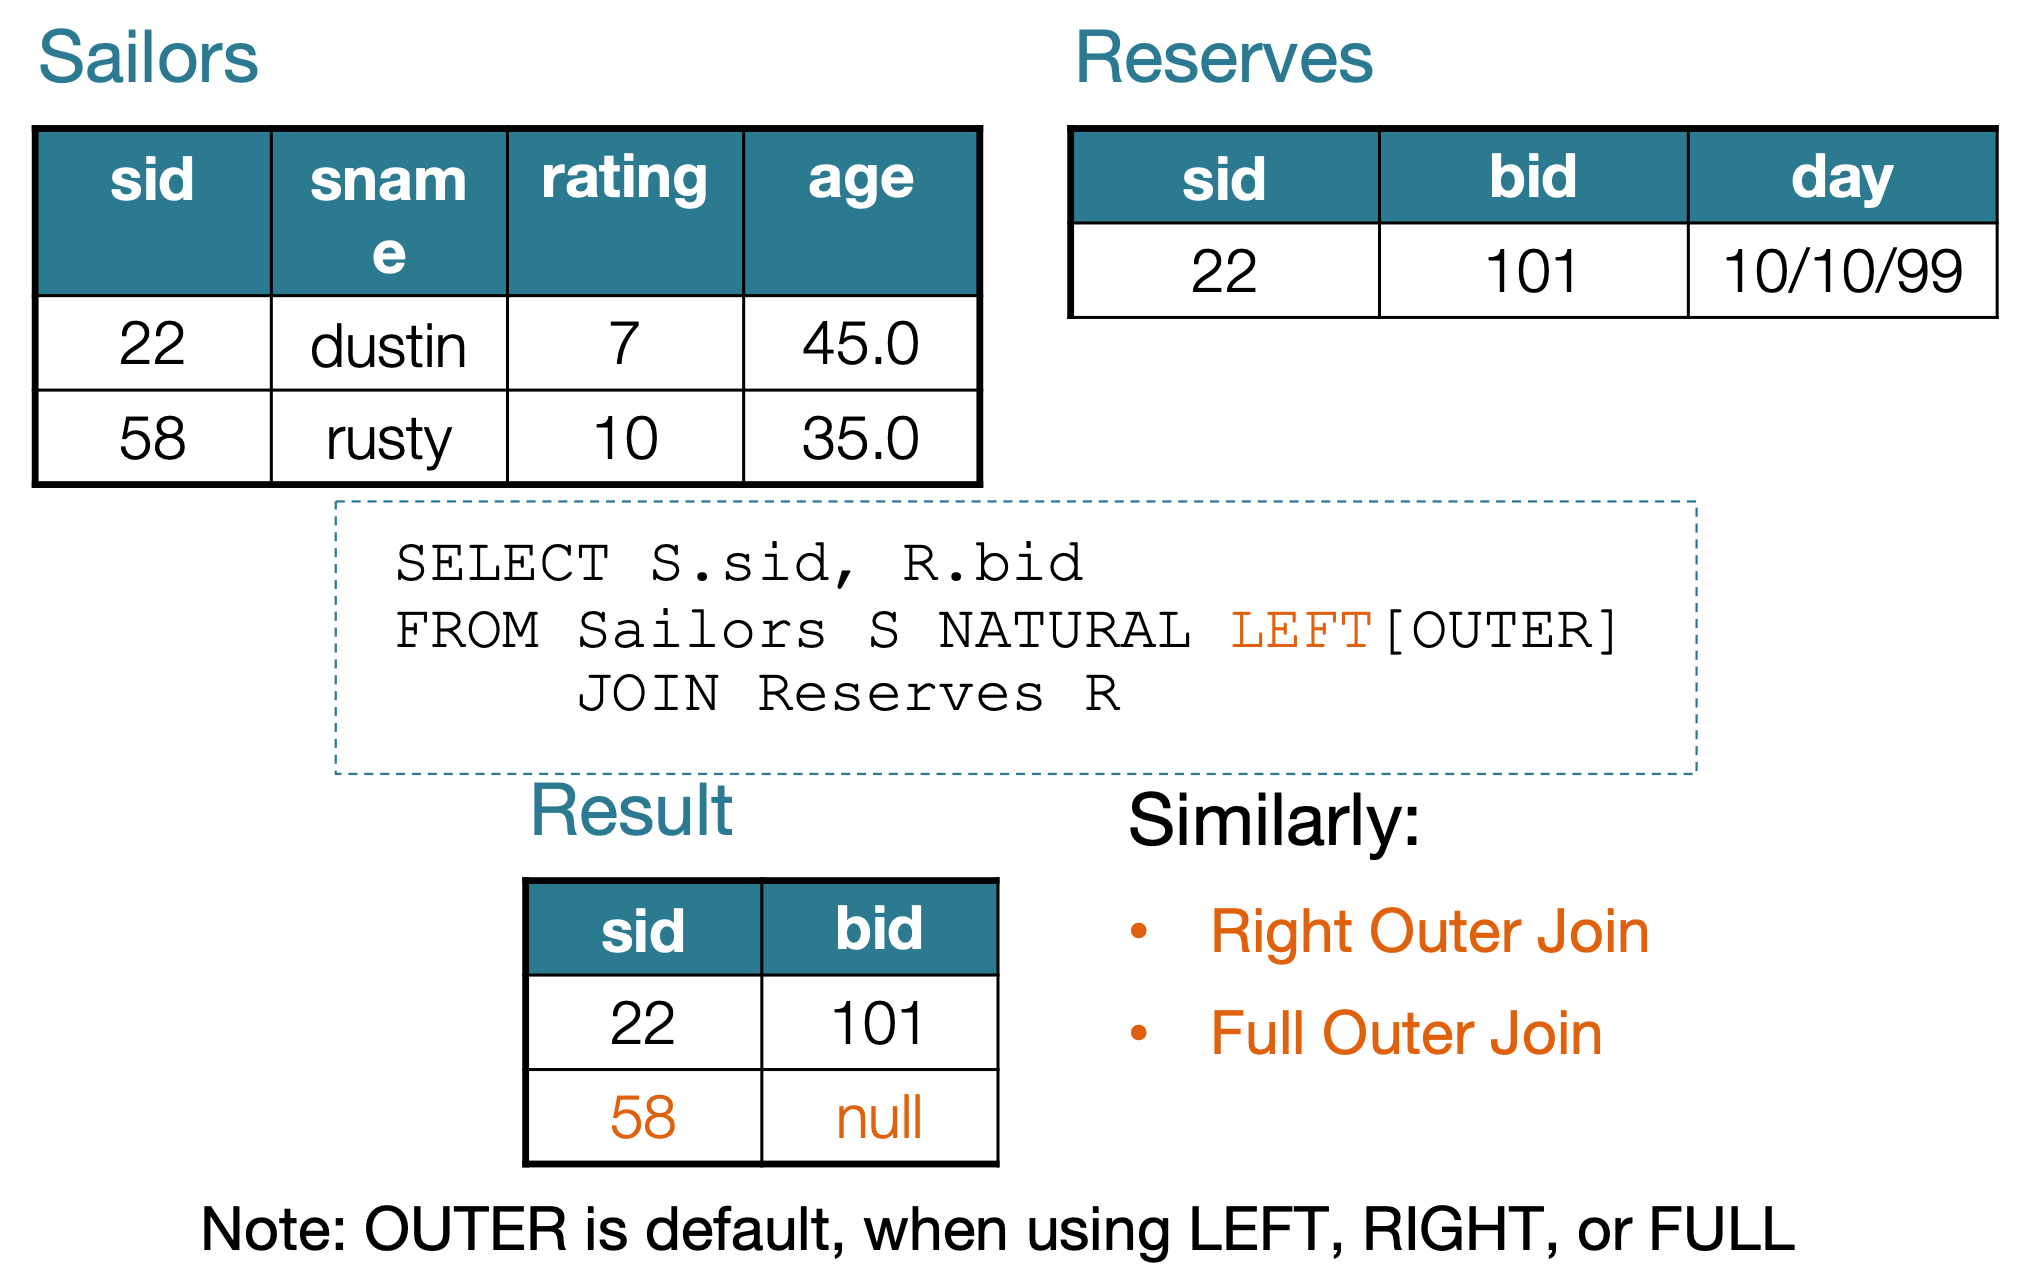 Sailors
sid snam rating age
e
22 dustin 7 45.0
58 rusty 10 35.0
Reserves
sid bid day
22 101 10/10/99
SELECT S.sid, R.bid
FROM Sailors S NATURAL LEFT[OUTER]
JOIN Reserves R
Result
sid bid
22 101
58 null
Similarly:
• Right Outer Join
• Full Outer Join
Note: OUTER is default, when using LEFT, RIGHT, or FULL